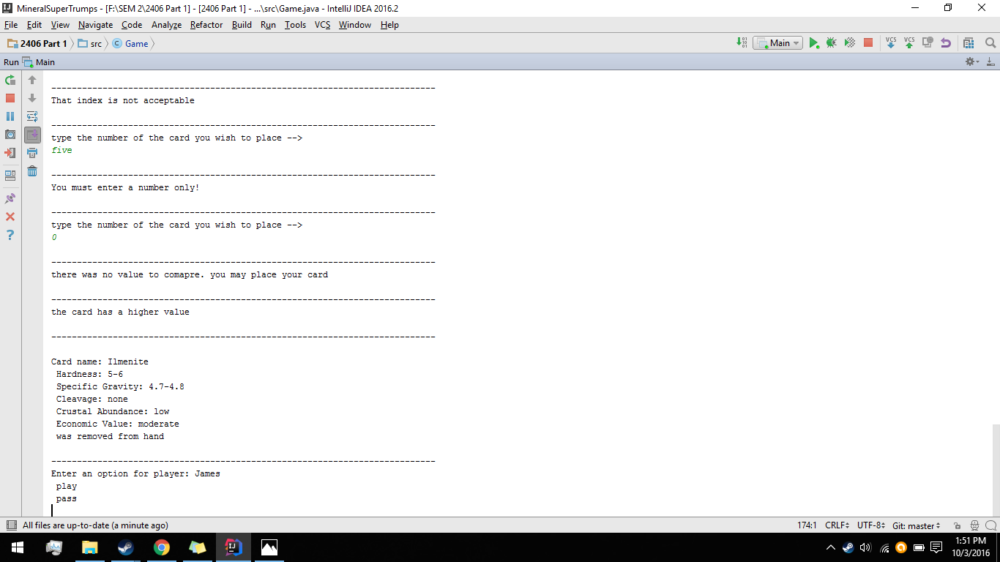 MineralSuperTrumps - [F:\SEM 2\2406 Part 1] - [2406 Part 1] - ...\src\Game.java - IntelliJ IDEA 2016.2
File Edit View Navigate Code Analyze Refactor Build Run Tools VCS Window Help
2406 Part 1 src Game Main VCS VCS
Run Main
--------------------------------------------------------------------------
That index is not acceptable
--------------------------------------------------------------------------
type the number of the card you wish to place -->
five
--------------------------------------------------------------------------
You must enter a number only!
--------------------------------------------------------------------------
type the number of the card you wish to place -->
0
--------------------------------------------------------------------------
there was no value to comapre. you may place your card
--------------------------------------------------------------------------
the card has a higher value
--------------------------------------------------------------------------
Card name: Ilmenite
Hardness: 5-6
Specific Gravity: 4.7-4.8
Cleavage: none
Crustal Abundance: low
Economic Value: moderate
was removed from hand
--------------------------------------------------------------------------
Enter an option for player: James
play
pass
All files are up-to-date (a minute ago) 174:1 CRLF UTF-8 Git: master
1:51 PM
10/3/2016